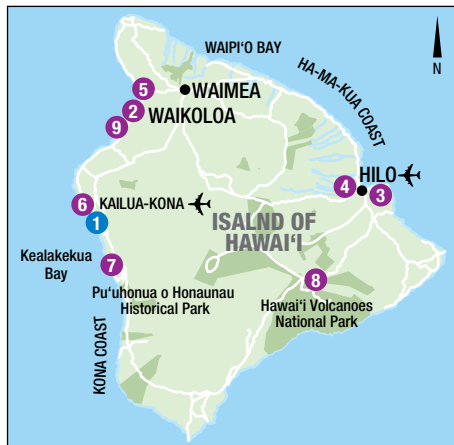 WAIPI‘O BAY
HA-MA-KUA COAST
N
5
WAIMEA
2
WAIKOLOA
9
HILO
4
3
6
KAILUA-KONA
1
ISALND OF
HAWAI‘I
Kealakekua
Bay
7
Pu‘uhonua o Honaunau
Historical Park
8
Hawai‘i Volcanoes
National Park
KONA COAST